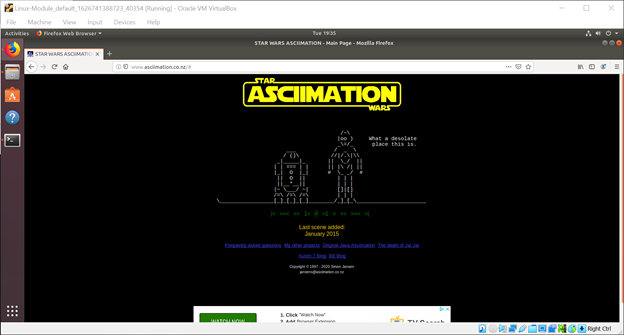 Linux-Module_default_1626741388723_40354 [Running] - Oracle VM VirtualBox
File Machine View Input Devices Help
Activities Firefox Web Browser Tue 19:35
STAR WARS ASCIIMATION - Main Page - Mozilla Firefox
STAR WARS ASCIIMATION - M
www.asciimation.co.nz/#
STAR
ASCIIMATION
WARS
What a desolate
place this is.
Last scene added:
January 2015
Frequently asked questions My other projects Original Java Asciimation The death of Jar Jar
Austin 7 Blog BB Blog
Copyright © 1997 - 2020 Simon Jansen
jansens@asciimation.co.nz
WATCH NOW
1. Click "Watch Now"
2. Add Browser Extension
TV Search
Right Ctrl